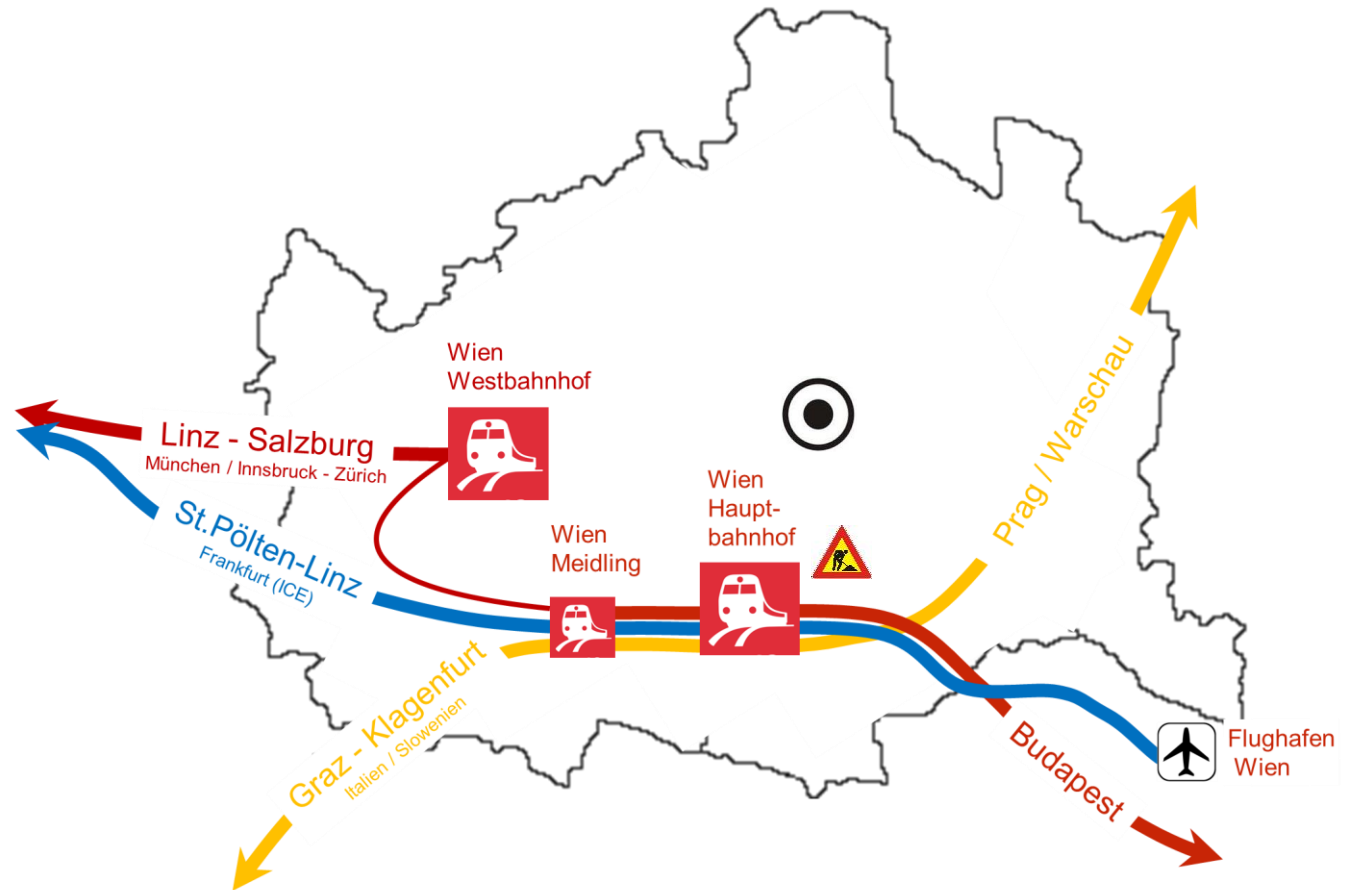 Wien
Westbahnhof
Linz - Salzburg
München / Innsbruck - Zürich
St.Pölten-Linz
Frankfurt (ICE)
Wien
Meidling
Wien
Haupt-
bahnhof
Prag / Warschau
Graz - Klagenfurt
Italien / Slowenien
Budapest
Flughafen
Wien